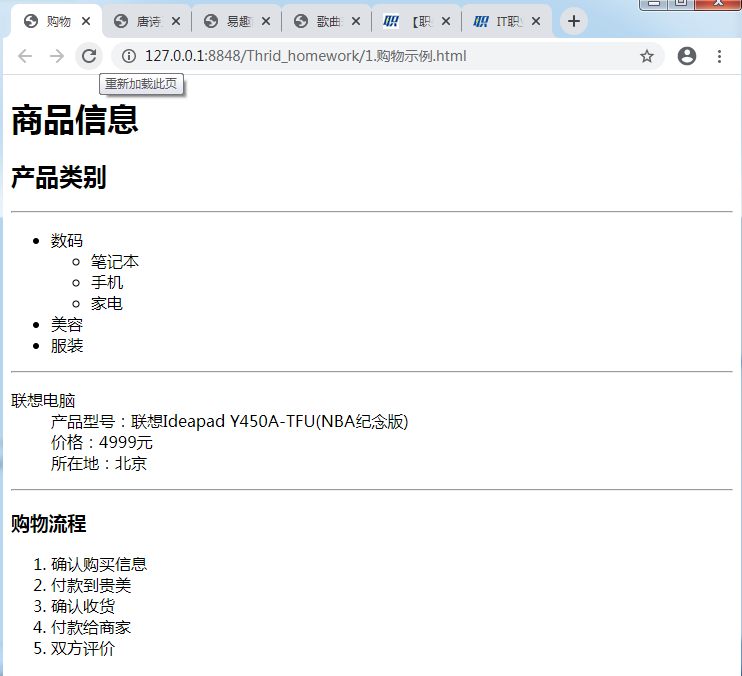 购物
唐诗
易趣
歌曲
【职
IT职
127.0.0.1:8848/Thrid_homework/1.购物示例.html
重新加载此页
商品信息
产品类别
数码
笔记本
手机
家电
美容
服装
联想电脑
产品型号：联想Ideapad Y450A-TFU(NBA纪念版)
价格：4999元
所在地：北京
购物流程
1. 确认购买信息
2. 付款到贵美
3. 确认收货
4. 付款给商家
5. 双方评价